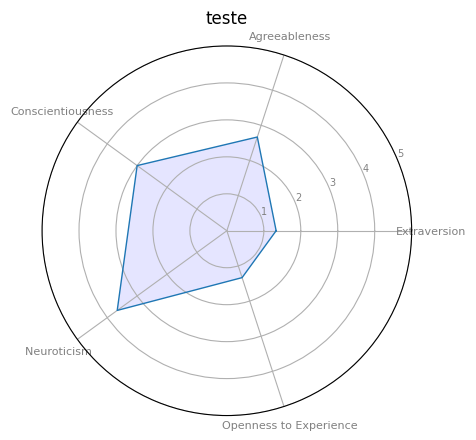 teste
Agreeableness
Conscientiousness
5
4
3
2
1
Extraversion
Neuroticism
Openness to Experience